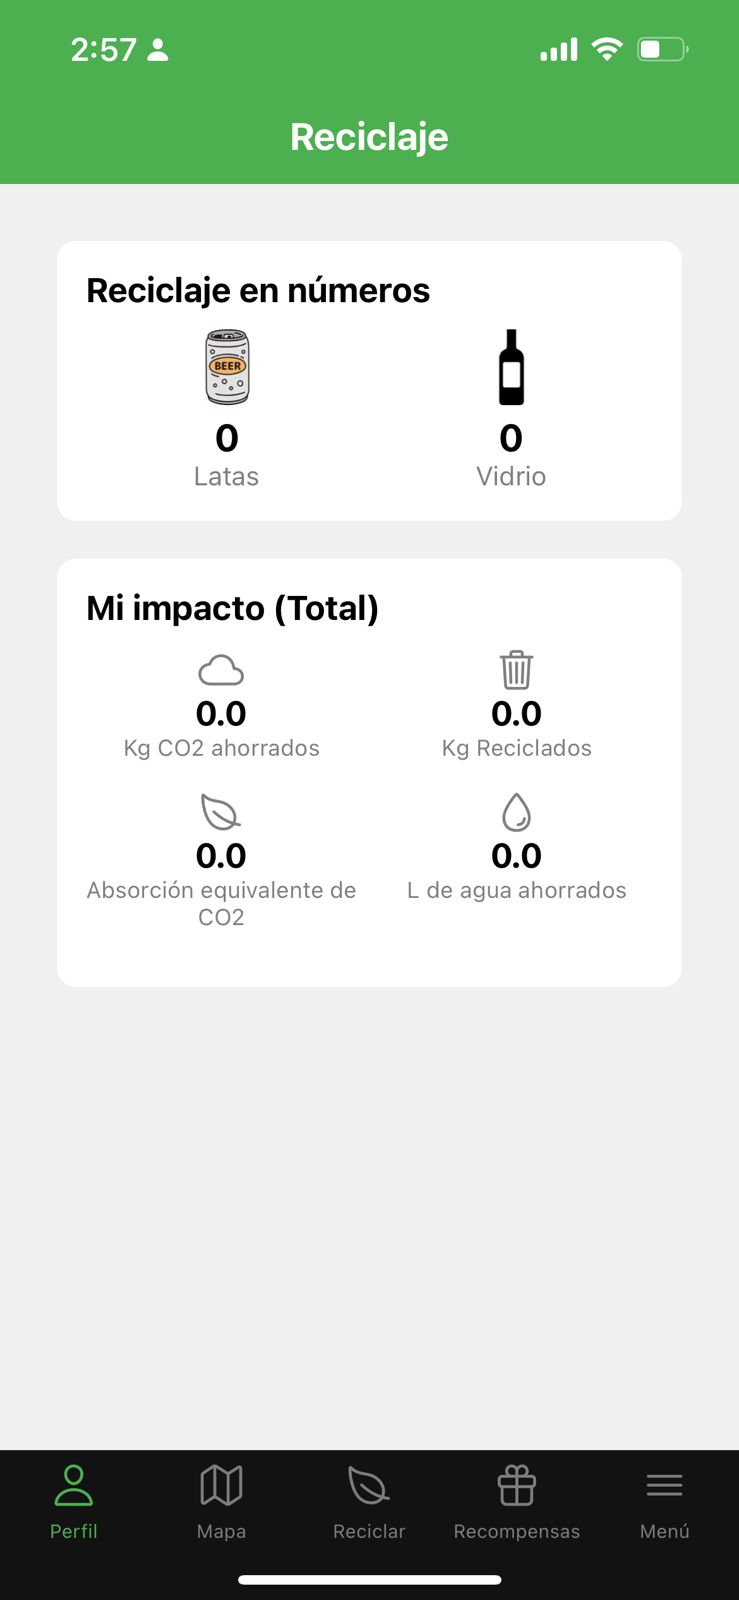 2:57
Reciclaje
Reciclaje en números
BEER
0
Latas
0
Vidrio
Mi impacto (Total)
0.0
Kg CO2 ahorrados
0.0
Kg Reciclados
0.0
Absorción equivalente de
CO2
0.0
L de agua ahorrados
Perfil
Mapa
Reciclar
Recompensas
Menú